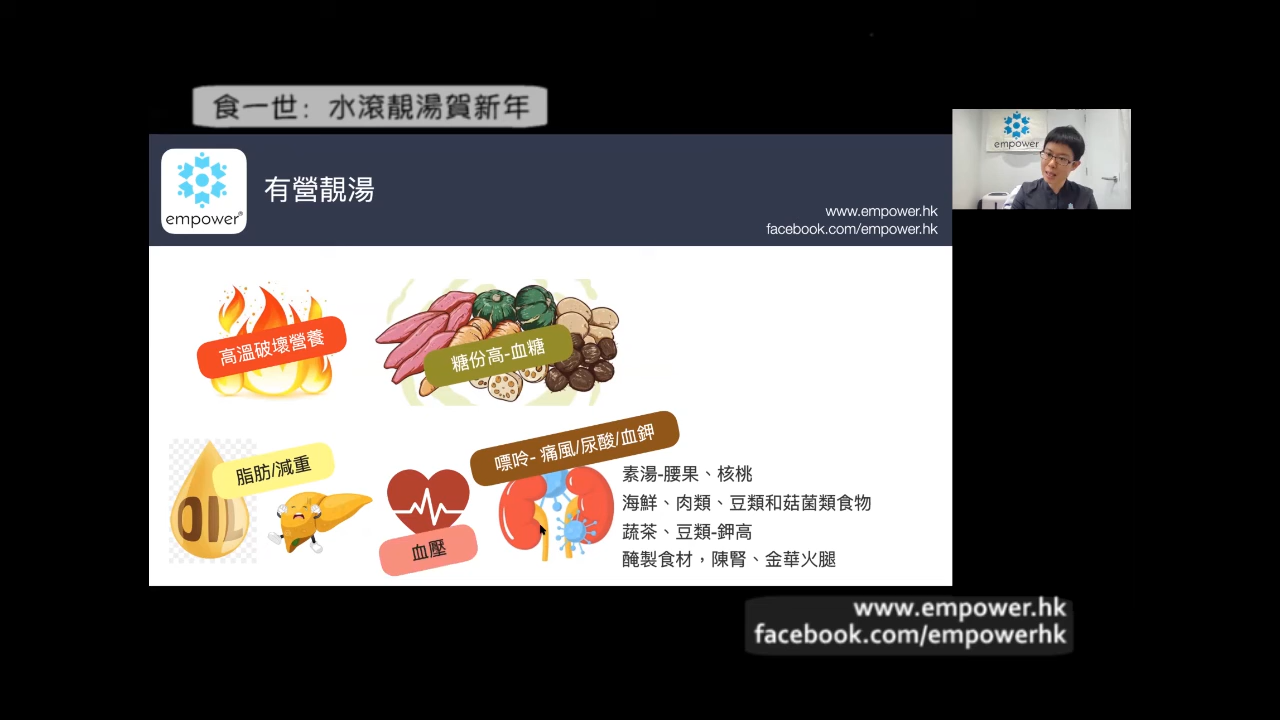 食一世：水滾靚湯賀新年
empower
empower®
有營靚湯
www.empower.hk
facebook.com/empower.hk
高溫破壞營養
糖份高-血糖
脂肪/減重
OIL
血壓
嘌呤- 痛風/尿酸/血鉀
素湯-腰果、核桃
海鮮、肉類、豆類和菇菌類食物
蔬茶、豆類-鉀高
醃製食材，陳腎、金華火腿
www.empower.hk
facebook.com/empowerhk